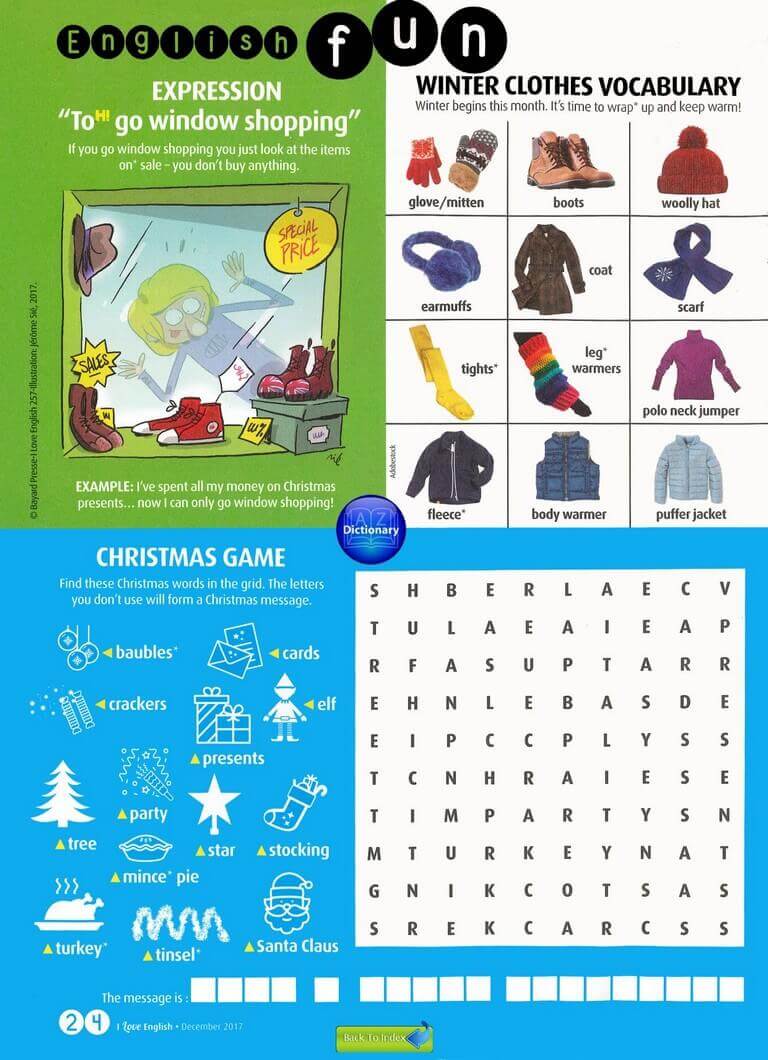 English fun
EXPRESSION
“To go window shopping”
H!
If you go window shopping you just look at the items
on* sale – you don't buy anything.
SPECIAL
PRICE
SALES
EXAMPLE: I've spent all my money on Christmas
presents... now I can only go window shopping!
© Bayard Presse-I Love English 257-Illustration: Jérôme Sié, 2017.
WINTER CLOTHES VOCABULARY
Winter begins this month. It's time to wrap* up and keep warm!
glove/mitten
boots
woolly hat
earmuffs
coat
scarf
tights*
leg*
warmers
polo neck jumper
fleece*
body warmer
puffer jacket
Adobestock
A Z
Dictionary
CHRISTMAS GAME
Find these Christmas words in the grid. The letters
you don't use will form a Christmas message.
baubles*
cards
crackers
elf
presents
party
tree
star
stocking
mince* pie
turkey*
tinsel*
Santa Claus
S H B E R L A E C V
T U L A E A I E A P
R F A S U P T A R R
E H N L E B A S D E
E I P C C P L Y S S
T C N H R A I E S E
T I M P A R T Y S N
M T U R K E Y N A T
G N I K C O T S A S
S R E K C A R C S S
The message is :
24 I Love English • December 2017
Back To Index